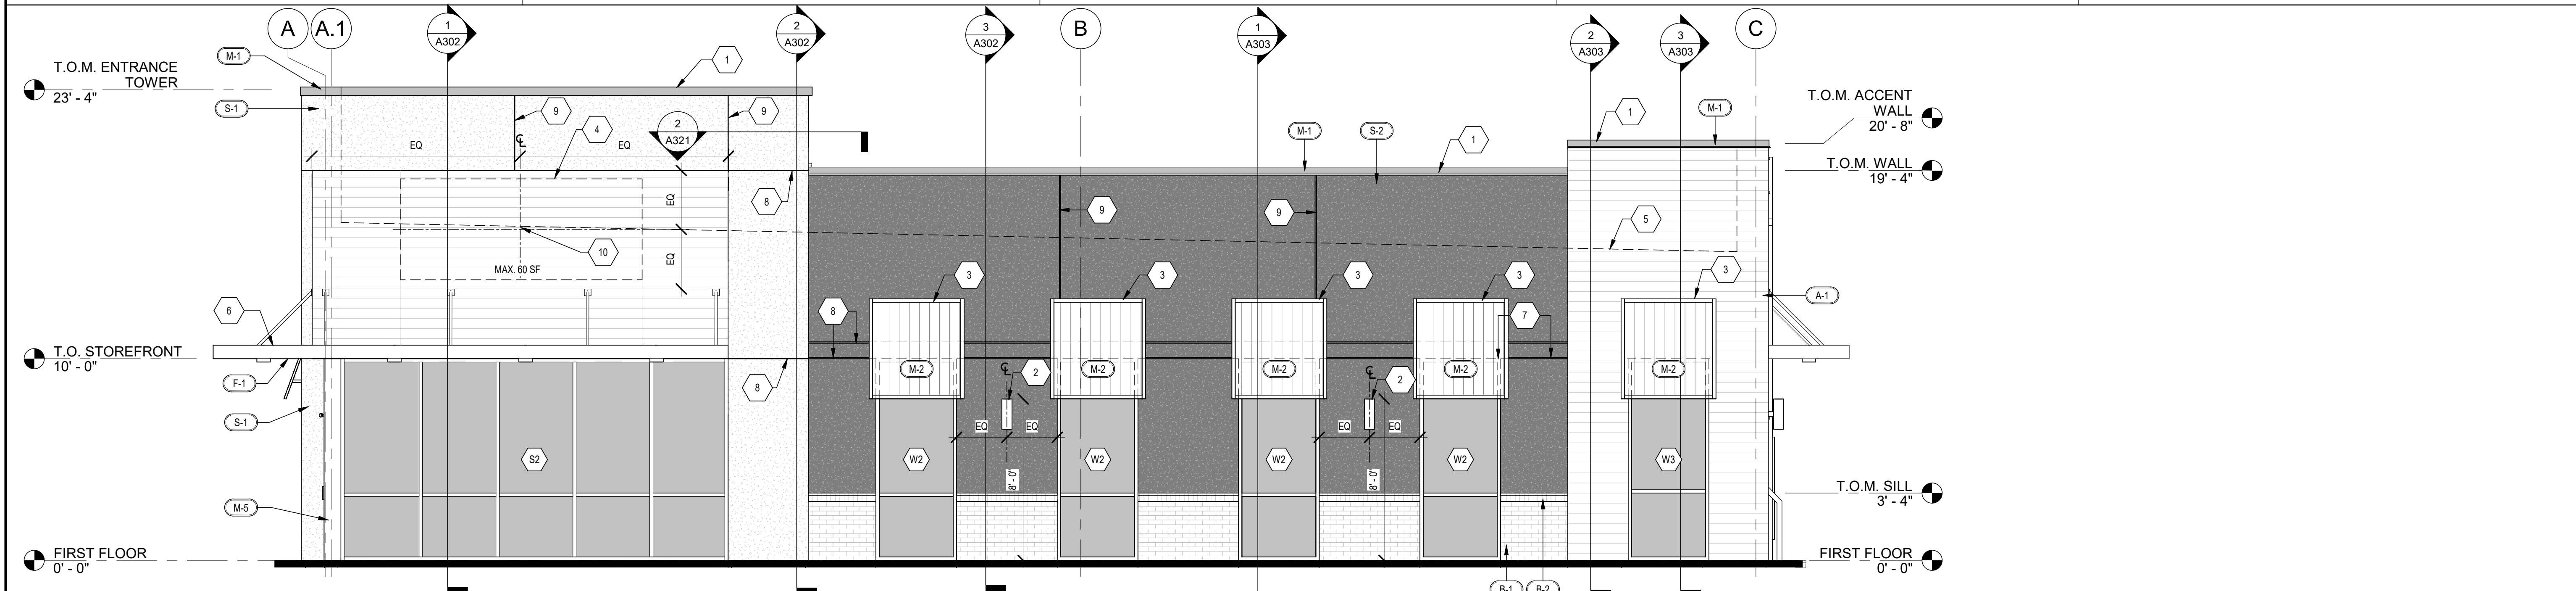 A
A.1
1
A302
2
A302
3
A302
B
1
A303
2
A303
3
A303
C
M-1
1
T.O.M. ENTRANCE
TOWER
23' - 4"
S-1
9
4
9
2
A321
EQ
EQ
M-1
S-2
1
1
M-1
T.O.M. ACCENT
WALL
20' - 8"
T.O.M. WALL
19' - 4"
8
EQ
9
9
5
10
EQ
MAX. 60 SF
3
3
3
3
3
A-1
6
8
7
T.O. STOREFRONT
10' - 0"
F-1
8
M-2
M-2
M-2
M-2
M-2
2
2
S-1
EQ
EQ
EQ
EQ
S2
W2
W2
W2
W2
W3
8' - 0"
8' - 0"
T.O.M. SILL
3' - 4"
M-5
FIRST FLOOR
0' - 0"
FIRST FLOOR
0' - 0"
B-1
B-2